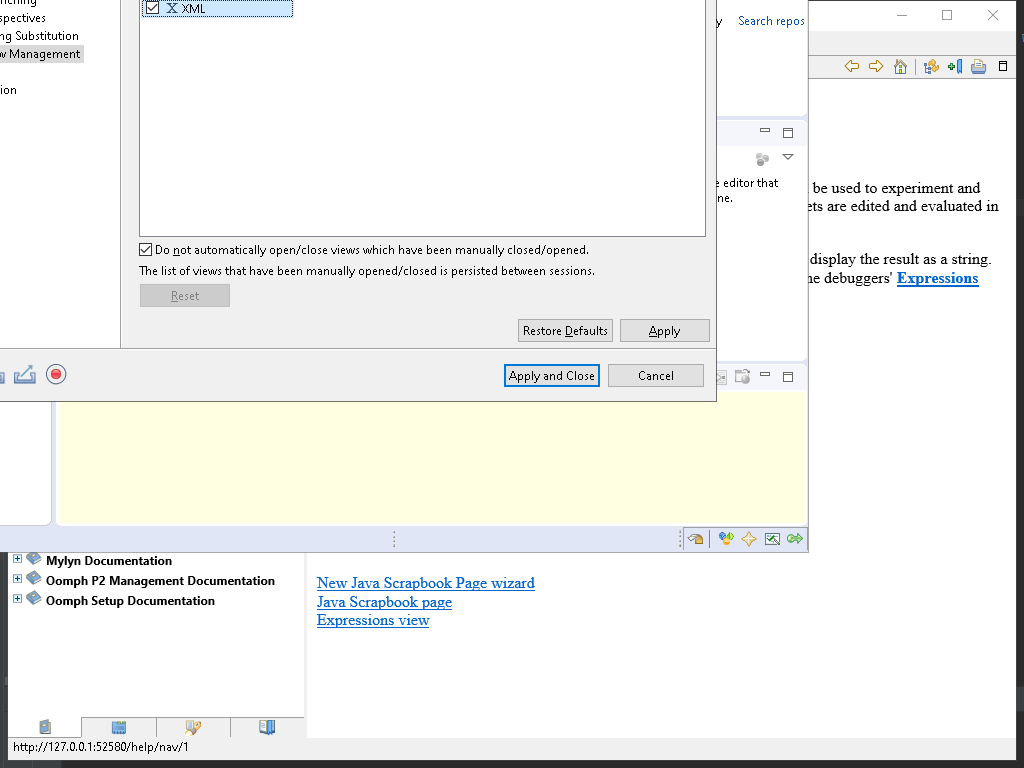 XML
spectives
ng Substitution
w Management
ion
Search repos
e editor that
ne.
be used to experiment and
ets are edited and evaluated in
display the result as a string.
ne debuggers' Expressions
Do not automatically open/close views which have been manually closed/opened.
The list of views that have been manually opened/closed is persisted between sessions.
Reset
Restore Defaults
Apply
Apply and Close
Cancel
Mylyn Documentation
Oomph P2 Management Documentation
Oomph Setup Documentation
New Java Scrapbook Page wizard
Java Scrapbook page
Expressions view
http://127.0.0.1:52580/help/nav/1